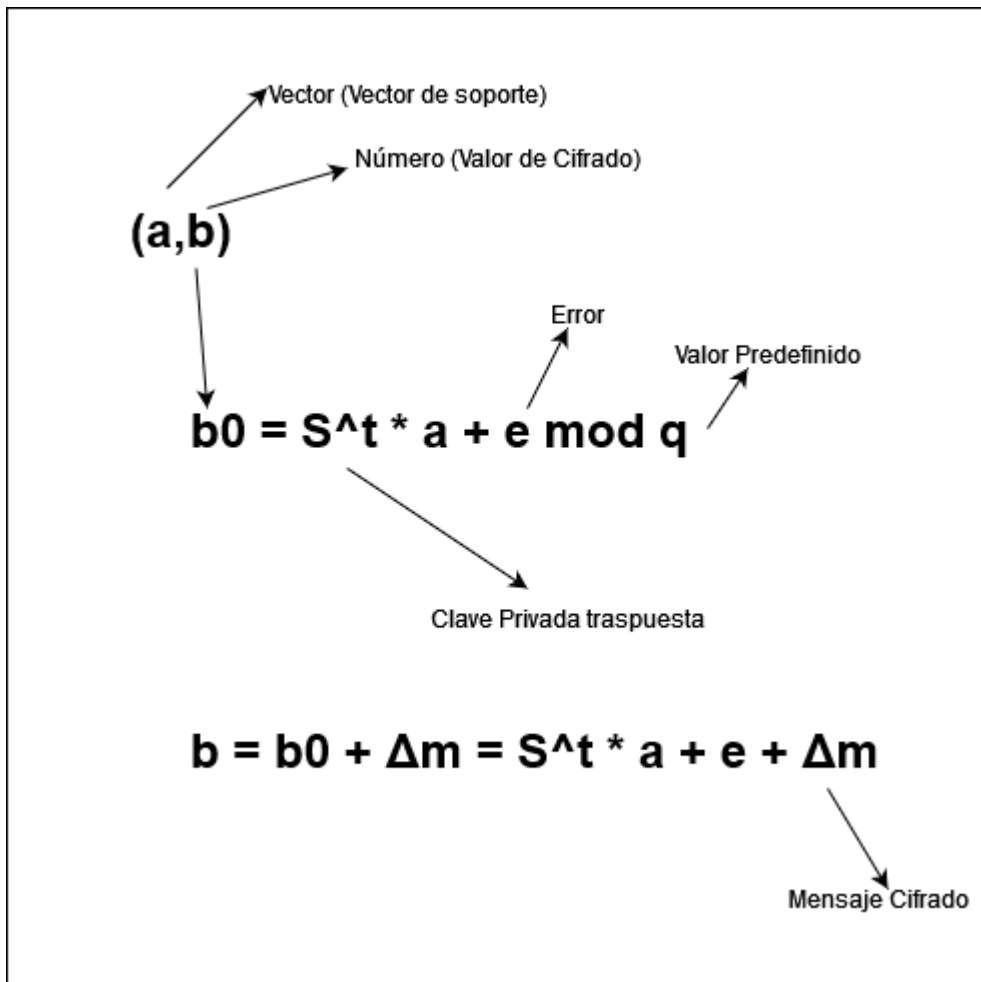 Vector (Vector de soporte)
Número (Valor de Cifrado)
(a,b)
Error
Valor Predefinido
b0 = S^t * a + e mod q
Clave Privada traspuesta
b = b0 + Δm = S^t * a + e + Δm
Mensaje Cifrado